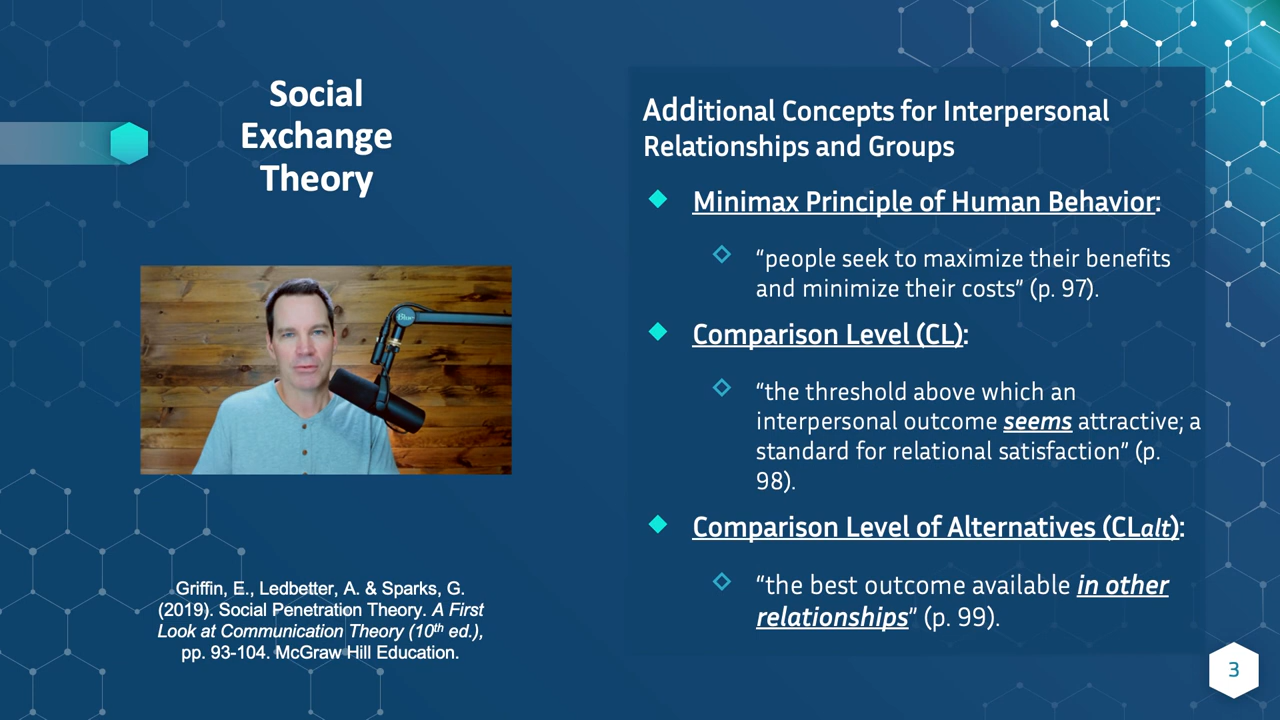 Social
Exchange
Theory
Griffin, E., Ledbetter, A. & Sparks, G.
(2019). Social Penetration Theory. A First
Look at Communication Theory (10th ed.),
pp. 93-104. McGraw Hill Education.
Additional Concepts for Interpersonal
Relationships and Groups
Minimax Principle of Human Behavior:
“people seek to maximize their benefits
and minimize their costs” (p. 97).
Comparison Level (CL):
“the threshold above which an
interpersonal outcome seems attractive; a
standard for relational satisfaction” (p.
98).
Comparison Level of Alternatives (CLalt):
“the best outcome available in other
relationships” (p. 99).
3